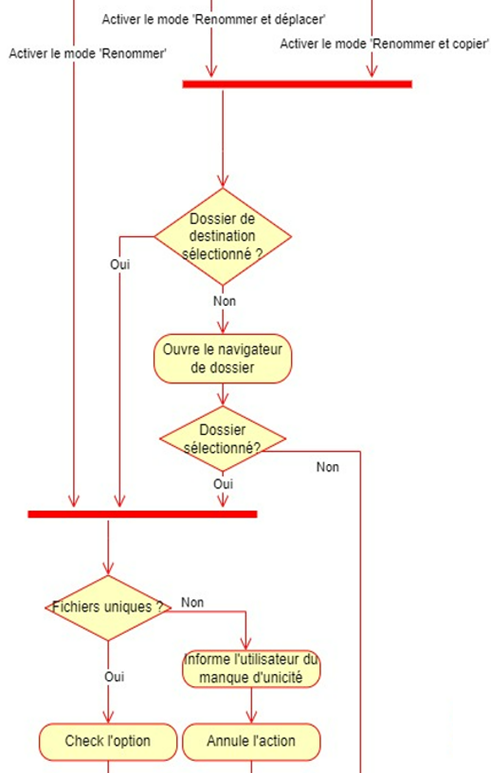 Activer le mode 'Renommer et déplacer'
Activer le mode 'Renommer et copier'
Activer le mode 'Renommer'
Dossier de
destination
sélectionné ?
Oui
Non
Ouvre le navigateur
de dossier
Dossier
sélectionné?
Non
Oui
Fichiers uniques ?
Non
Informe l'utilisateur du
manque d'unicité
Oui
Check l'option
Annule l'action